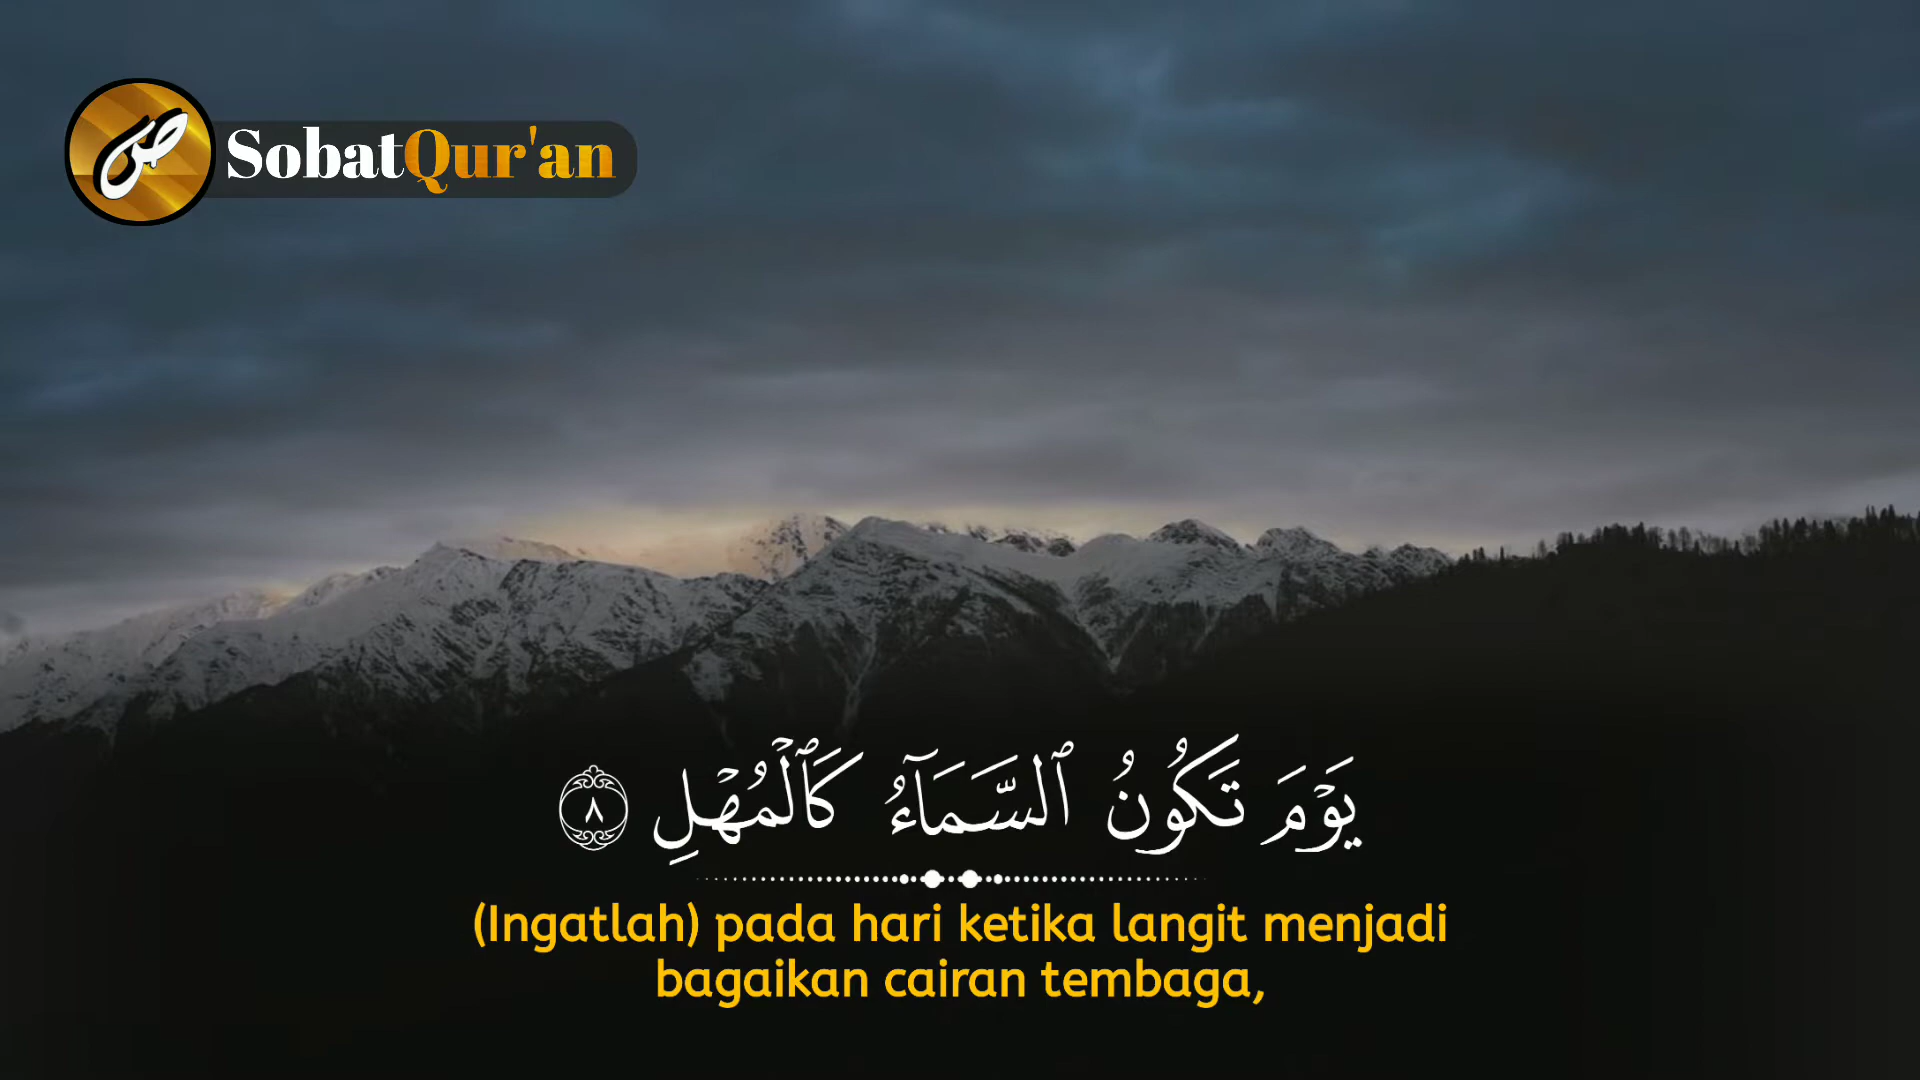 SobatQur'an
يَوۡمَ تَكُونُ ٱلسَّمَآءُ كَٱلۡمُهۡلِ ٨
(Ingatlah) pada hari ketika langit menjadi
bagaikan cairan tembaga,